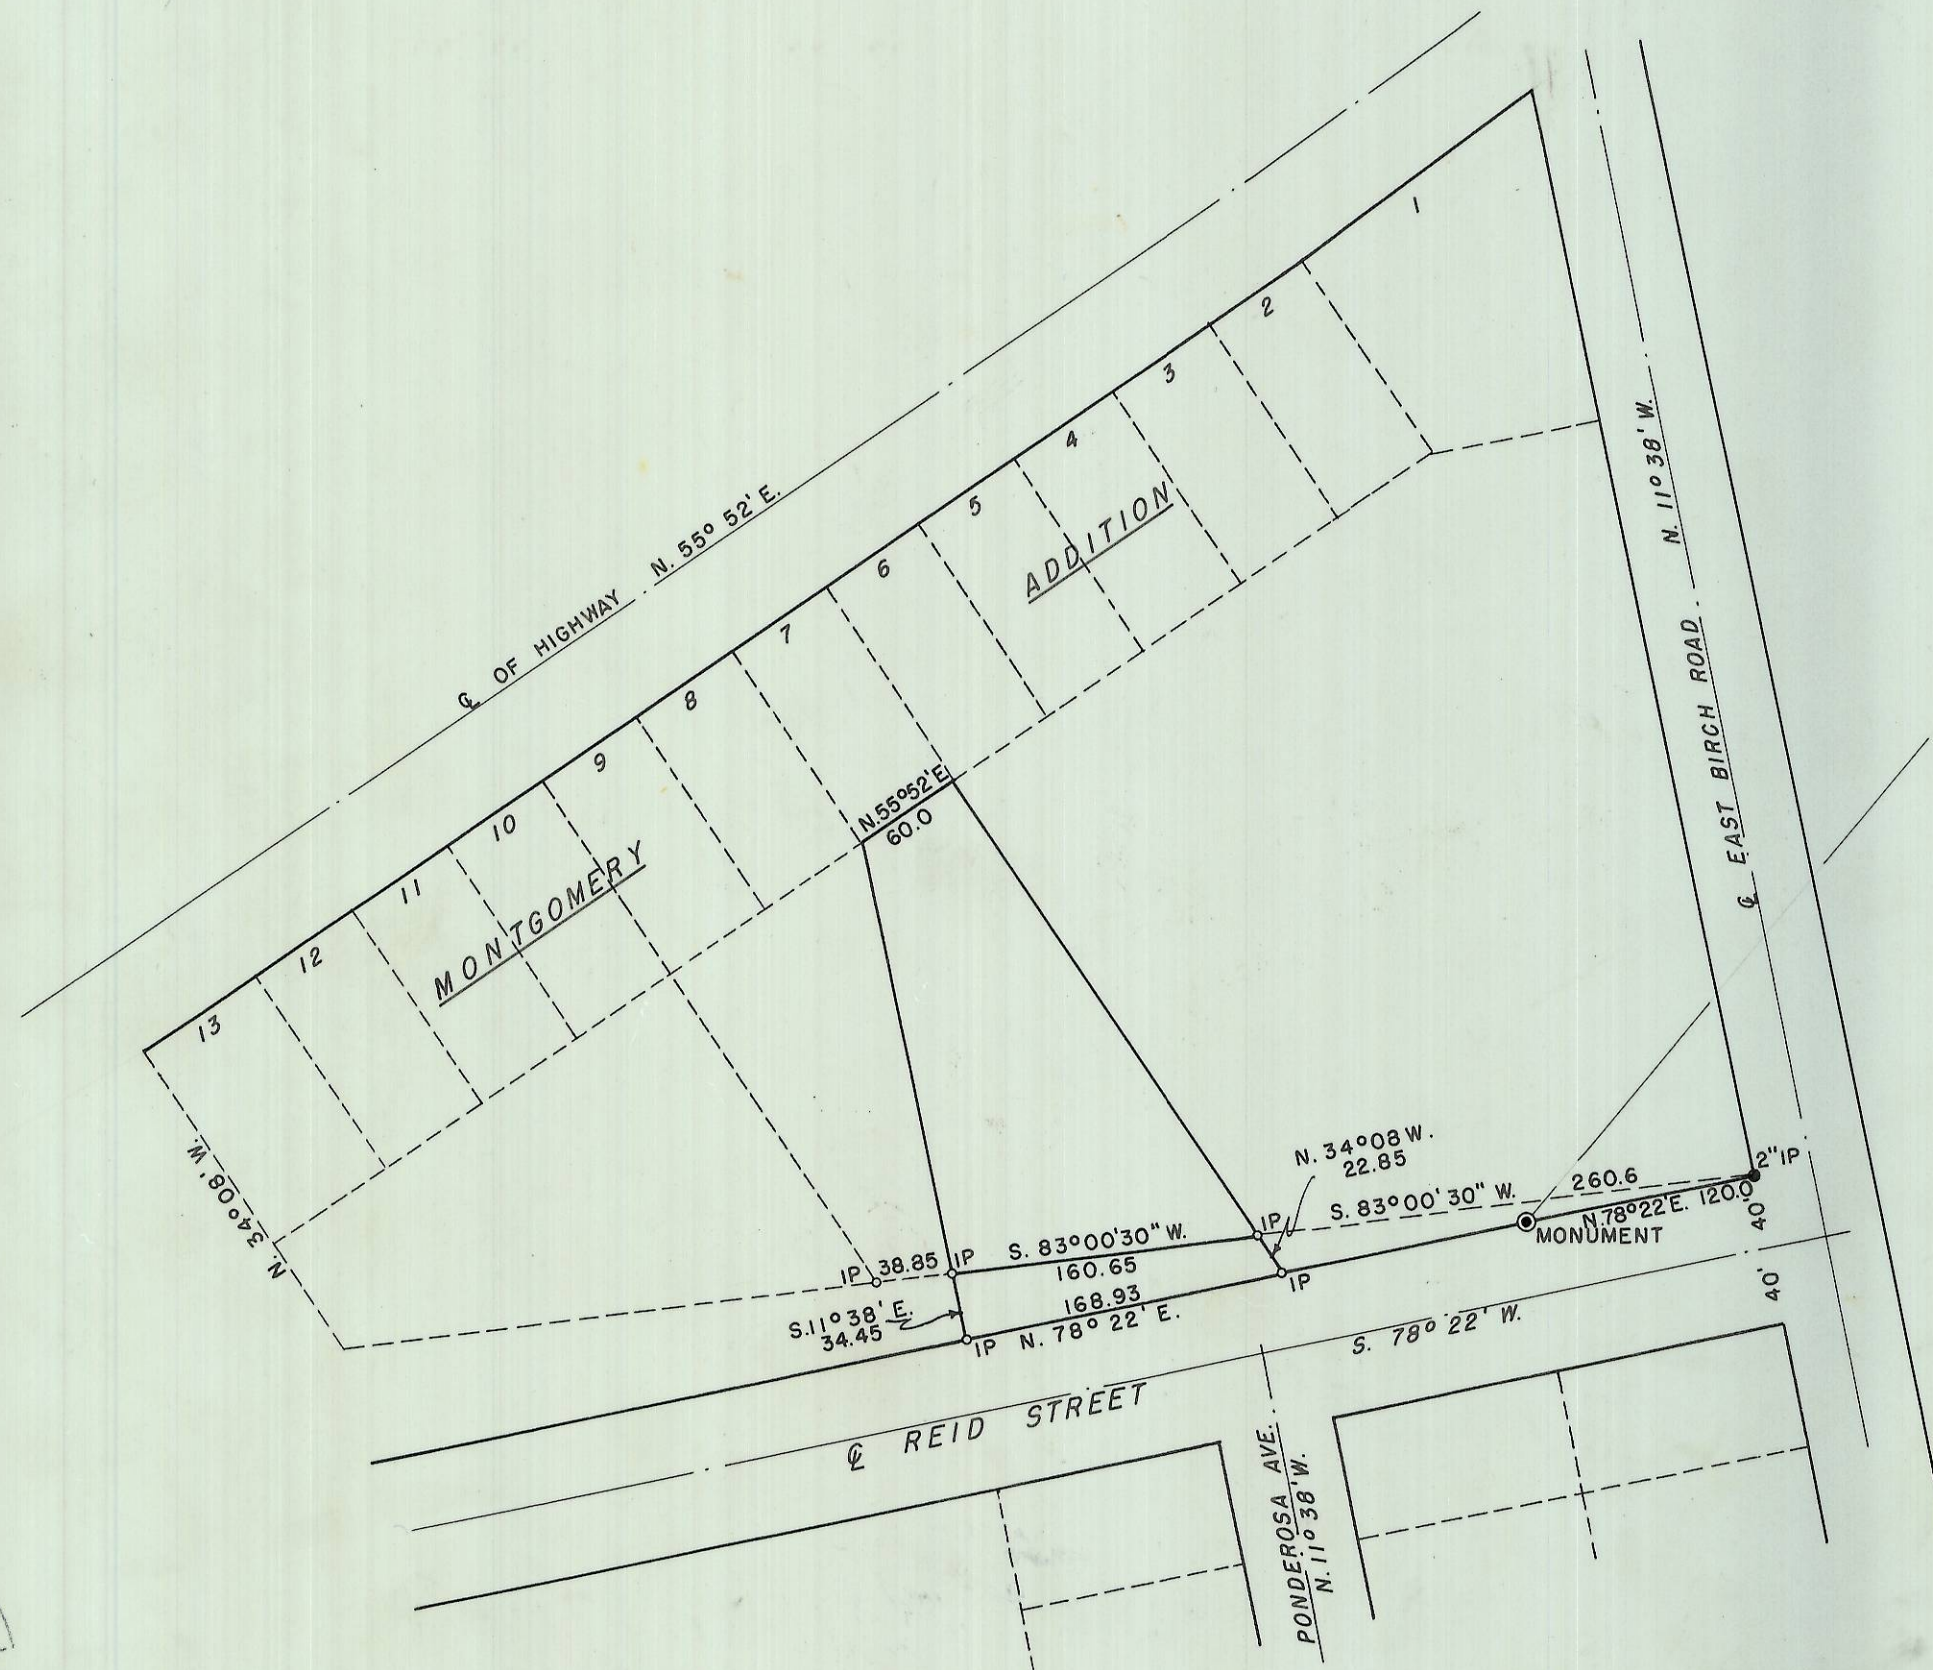 1
2
3
4
5
6
7
8
9
10
11
12
13
℄ OF HIGHWAY N. 55° 52' E.
ADDITION
MONTGOMERY
N. 11° 38' W.
℄ EAST BIRCH ROAD
N. 55° 52' E
60.0
N. 34° 08' W.
N. 34° 08 W.
22.85
S. 83° 00' 30" W.
260.6
2" IP
N. 78° 22' E. 120.0
MONUMENT
40'
40'
IP
IP
S. 83° 00' 30" W.
160.65
IP
38.85
IP
168.93
N. 78° 22' E.
IP
S. 11° 38' E.
34.45
S. 78° 22' W.
℄ REID STREET
PONDEROSA AVE.
N. 11° 38' W.